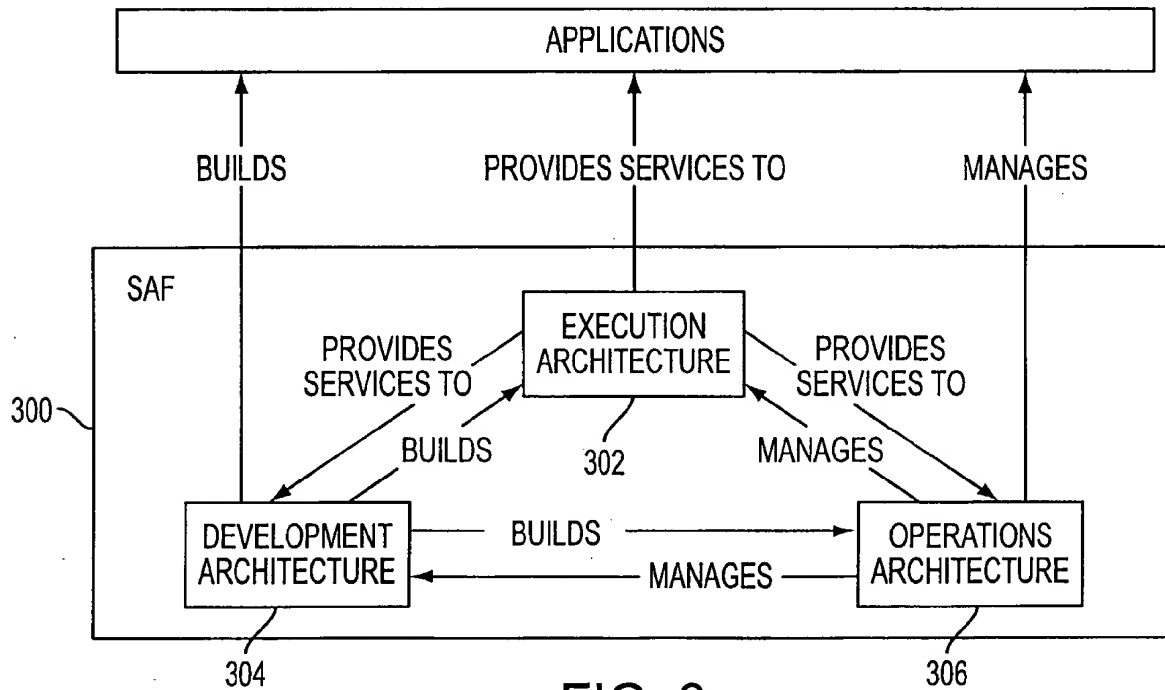 APPLICATIONS
BUILDS
PROVIDES SERVICES TO
MANAGES
SAF
EXECUTION
ARCHITECTURE
PROVIDES
SERVICES TO
PROVIDES
SERVICES TO
300
BUILDS
302
MANAGES
DEVELOPMENT
ARCHITECTURE
BUILDS
MANAGES
OPERATIONS
ARCHITECTURE
304
306